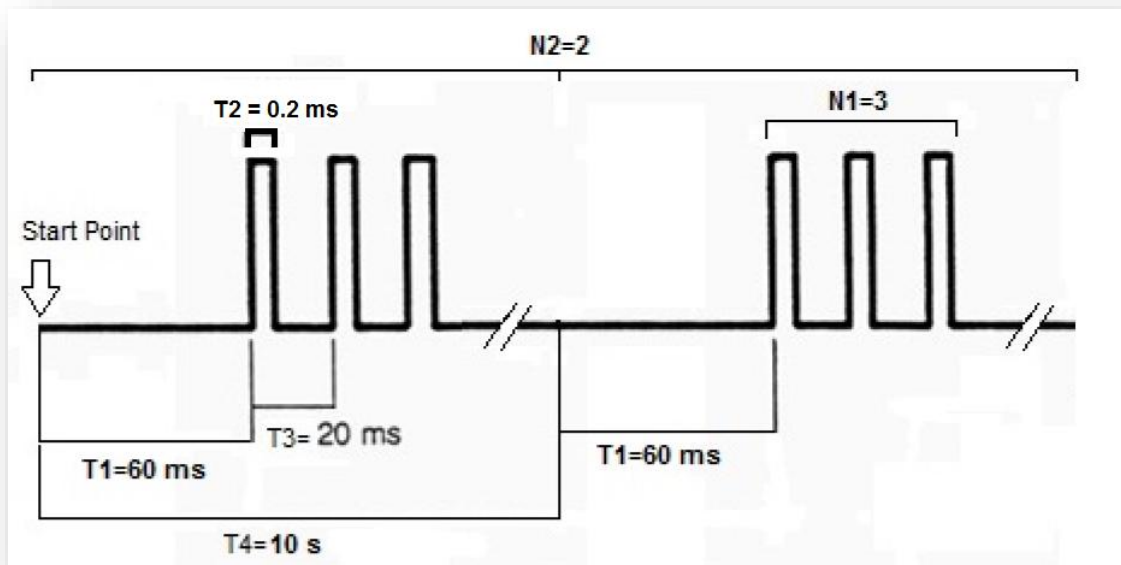 N2=2
T2 = 0.2 ms
N1=3
Start Point
T3= 20 ms
T1=60 ms
T1=60 ms
T4=10 s